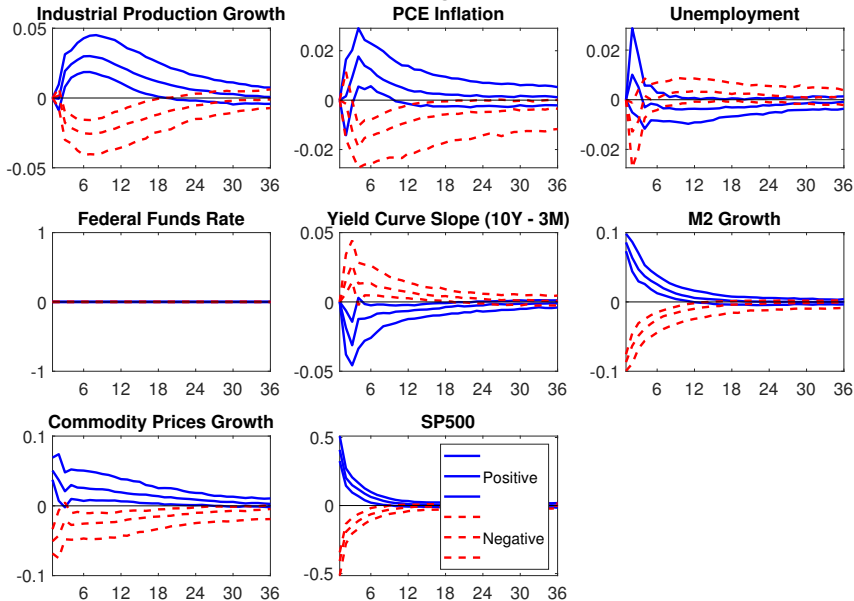 Industrial Production Growth
0.05
0
-0.05
6 12 18 24 30 36
PCE Inflation
0.02
0
-0.02
6 12 18 24 30 36
Unemployment
0.02
0
-0.02
6 12 18 24 30 36
Federal Funds Rate
1
0
-1
6 12 18 24 30 36
Yield Curve Slope (10Y - 3M)
0.05
0
-0.05
6 12 18 24 30 36
M2 Growth
0.1
0
-0.1
6 12 18 24 30 36
Commodity Prices Growth
0.1
0
-0.1
6 12 18 24 30 36
SP500
0.5
0
-0.5
6 12 18 24 30 36
Positive
Negative